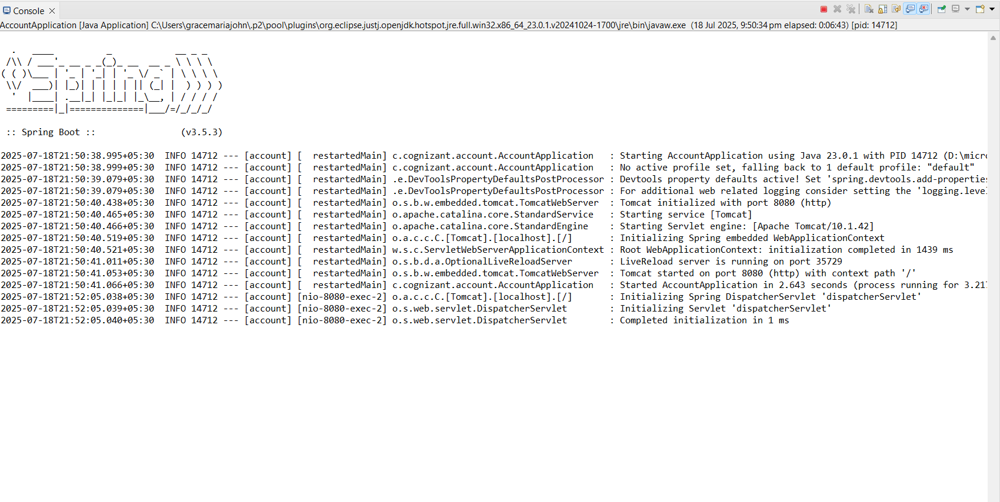 Console
AccountApplication [Java Application] C:\Users\gracemariajohn\.p2\pool\plugins\org.eclipse.justj.openjdk.hotspot.jre.full.win32.x86_64_23.0.1.v20241024-1700\jre\bin\javaw.exe (18 Jul 2025, 9:50:34 pm elapsed: 0:06:43) [pid: 14712]
  .   ____          _            __ _ _
 /\\ / ___'_ __ _ _(_)_ __  __ _ \ \ \ \
( ( )\___ | '_ | '_| | '_ \/ _` | \ \ \ \
 \\/  ___)| |_)| | | | | || (_| |  ) ) ) )
  '  |____| .__|_| |_|_| |_\__, | / / / /
 =========|_|==============|___/=/_/_/_/
 :: Spring Boot ::                (v3.5.3)
2025-07-18T21:50:38.995+05:30  INFO 14712 --- [account] [  restartedMain] c.cognizant.account.AccountApplication   : Starting AccountApplication using Java 23.0.1 with PID 14712 (D:\micro
2025-07-18T21:50:38.999+05:30  INFO 14712 --- [account] [  restartedMain] c.cognizant.account.AccountApplication   : No active profile set, falling back to 1 default profile: "default"
2025-07-18T21:50:39.079+05:30  INFO 14712 --- [account] [  restartedMain] .e.DevToolsPropertyDefaultsPostProcessor : Devtools property defaults active! Set 'spring.devtools.add-properties
2025-07-18T21:50:39.079+05:30  INFO 14712 --- [account] [  restartedMain] .e.DevToolsPropertyDefaultsPostProcessor : For additional web related logging consider setting the 'logging.level
2025-07-18T21:50:40.438+05:30  INFO 14712 --- [account] [  restartedMain] o.s.b.w.embedded.tomcat.TomcatWebServer  : Tomcat initialized with port 8080 (http)
2025-07-18T21:50:40.465+05:30  INFO 14712 --- [account] [  restartedMain] o.apache.catalina.core.StandardService   : Starting service [Tomcat]
2025-07-18T21:50:40.466+05:30  INFO 14712 --- [account] [  restartedMain] o.apache.catalina.core.StandardEngine    : Starting Servlet engine: [Apache Tomcat/10.1.42]
2025-07-18T21:50:40.519+05:30  INFO 14712 --- [account] [  restartedMain] o.a.c.c.C.[Tomcat].[localhost].[/]       : Initializing Spring embedded WebApplicationContext
2025-07-18T21:50:40.521+05:30  INFO 14712 --- [account] [  restartedMain] w.s.c.ServletWebServerApplicationContext : Root WebApplicationContext: initialization completed in 1439 ms
2025-07-18T21:50:41.011+05:30  INFO 14712 --- [account] [  restartedMain] o.s.b.d.a.OptionalLiveReloadServer       : LiveReload server is running on port 35729
2025-07-18T21:50:41.053+05:30  INFO 14712 --- [account] [  restartedMain] o.s.b.w.embedded.tomcat.TomcatWebServer  : Tomcat started on port 8080 (http) with context path '/'
2025-07-18T21:50:41.066+05:30  INFO 14712 --- [account] [  restartedMain] c.cognizant.account.AccountApplication   : Started AccountApplication in 2.643 seconds (process running for 3.217
2025-07-18T21:52:05.038+05:30  INFO 14712 --- [account] [nio-8080-exec-2] o.a.c.c.C.[Tomcat].[localhost].[/]       : Initializing Spring DispatcherServlet 'dispatcherServlet'
2025-07-18T21:52:05.039+05:30  INFO 14712 --- [account] [nio-8080-exec-2] o.s.web.servlet.DispatcherServlet        : Initializing Servlet 'dispatcherServlet'
2025-07-18T21:52:05.040+05:30  INFO 14712 --- [account] [nio-8080-exec-2] o.s.web.servlet.DispatcherServlet        : Completed initialization in 1 ms